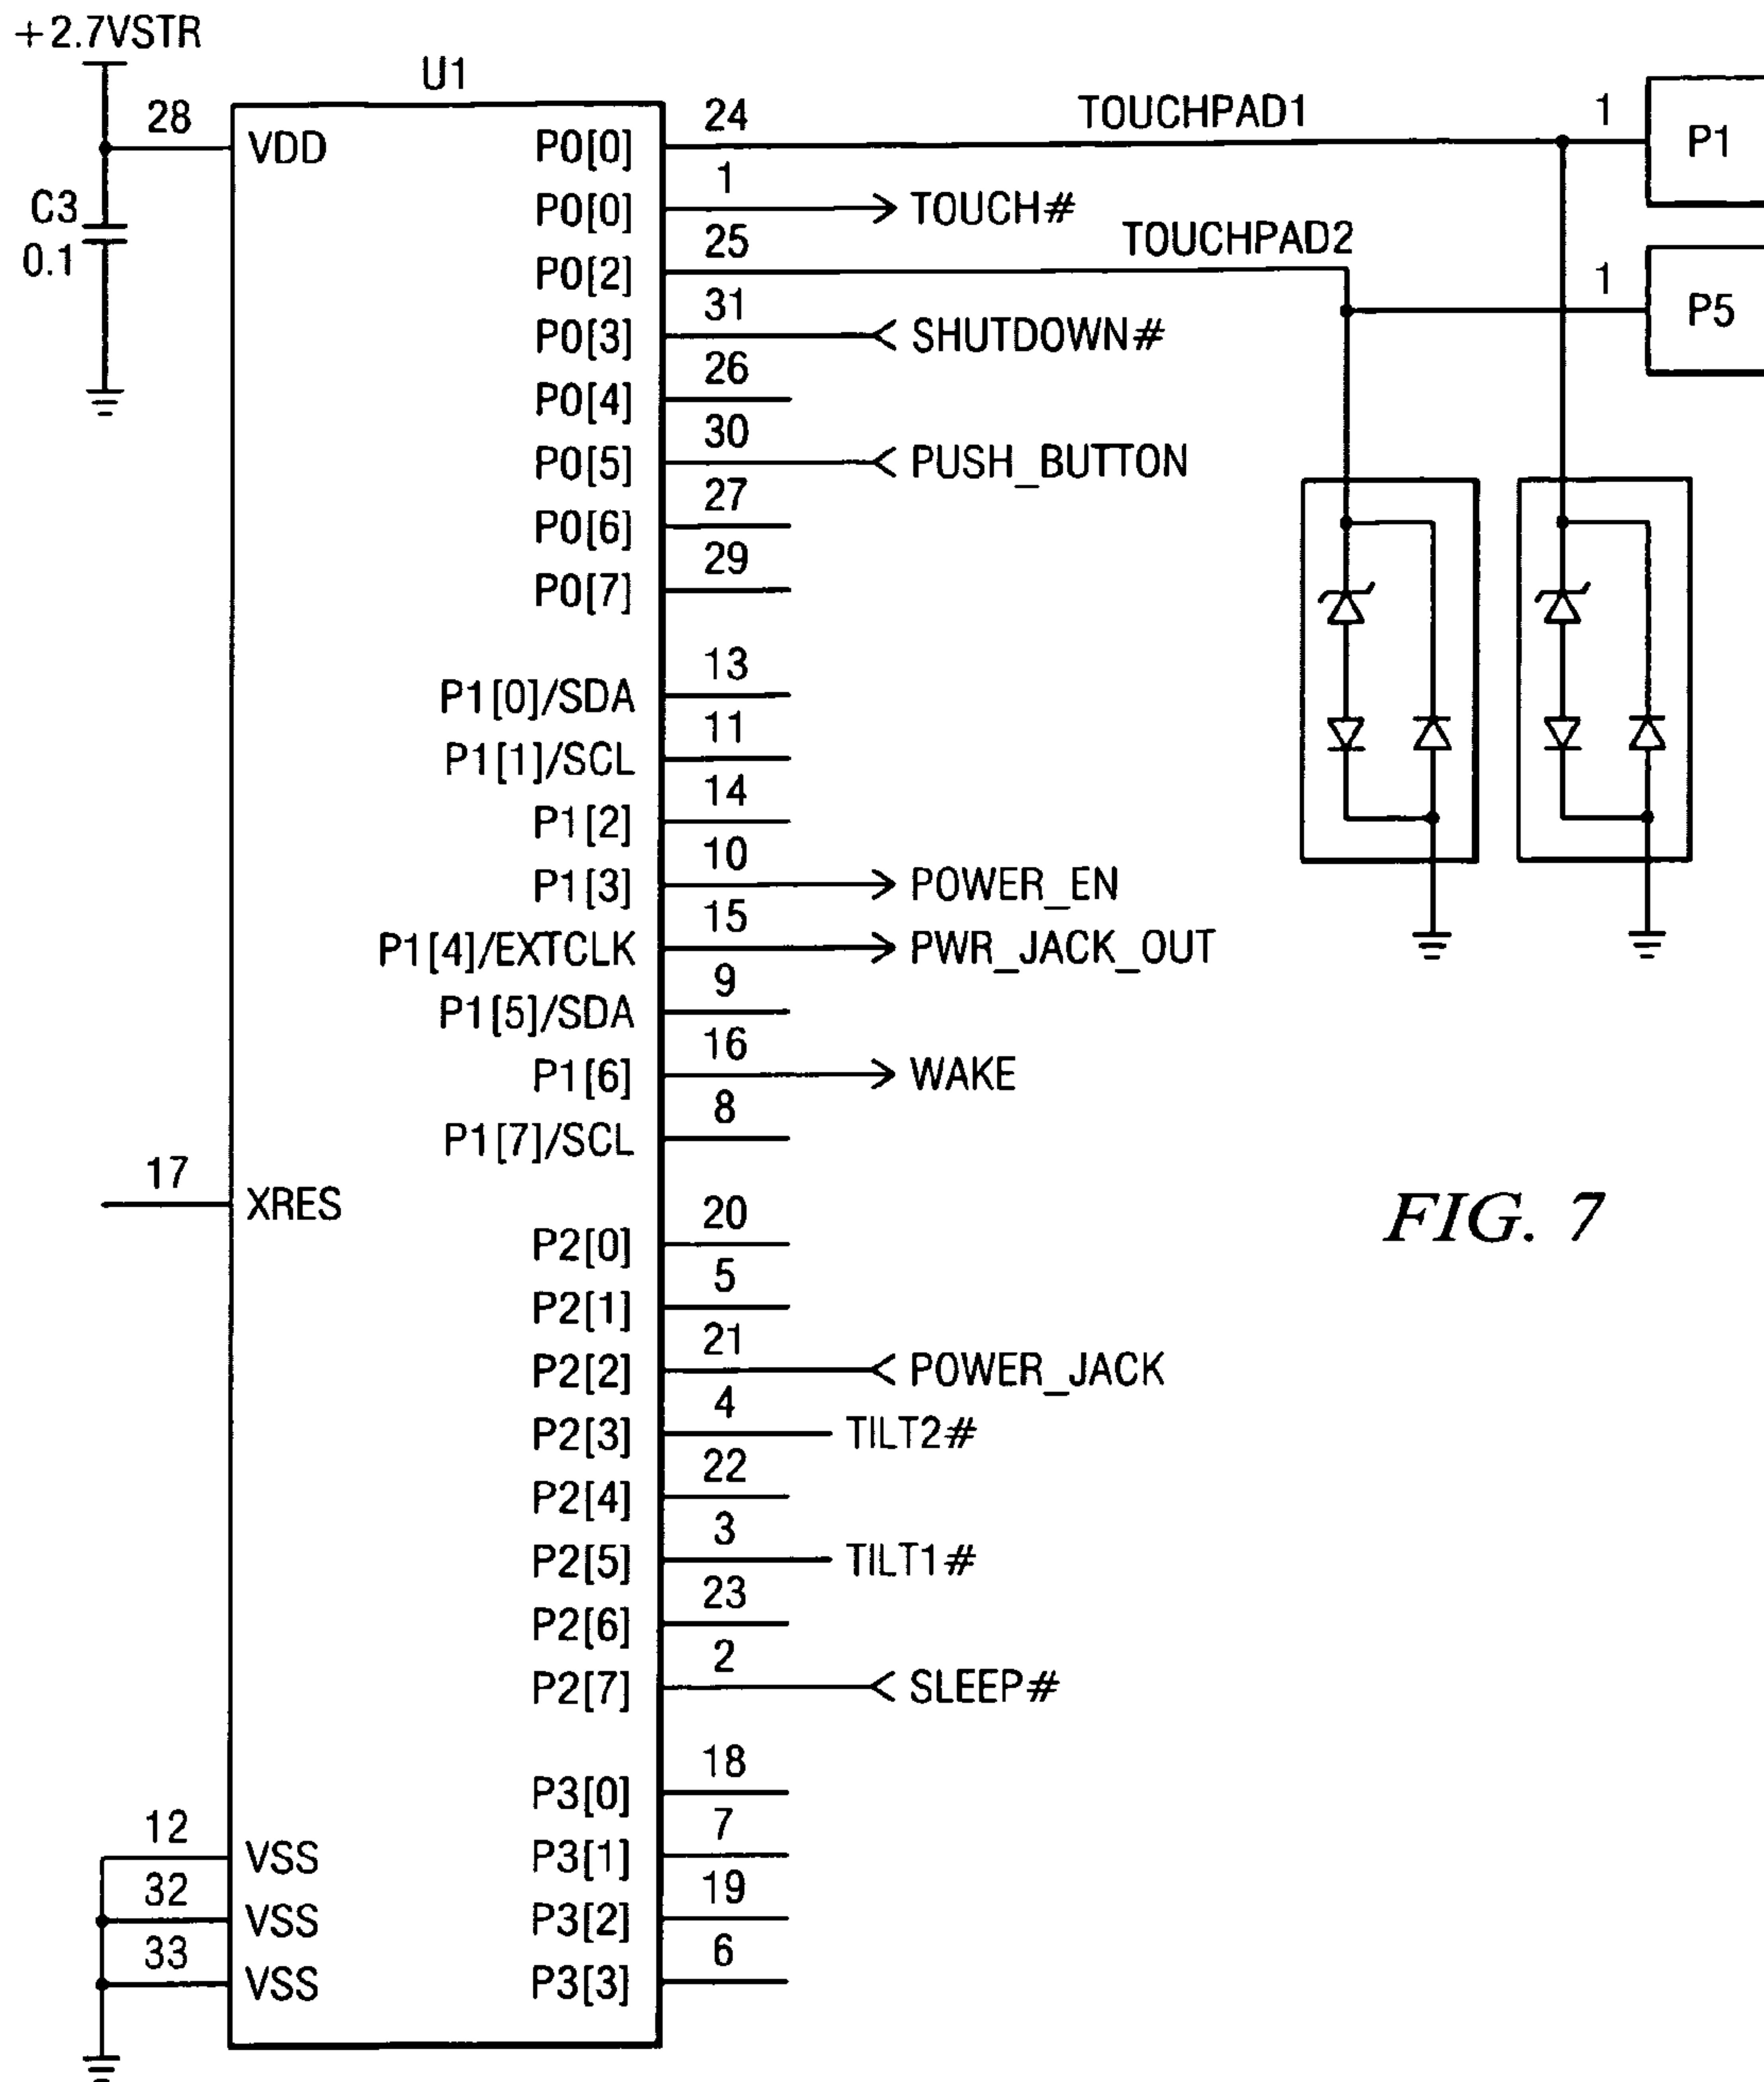 +2.7VSTR
U1
28
VDD
C3
0.1
P0[0]
24
TOUCHPAD1
1
P1
P0[0]
1
TOUCH#
P0[2]
25
TOUCHPAD2
1
P5
P0[3]
31
SHUTDOWN#
P0[4]
26
P0[5]
30
PUSH_BUTTON
P0[6]
27
P0[7]
29
P1[0]/SDA
13
P1[1]/SCL
11
P1[2]
14
P1[3]
10
POWER_EN
P1[4]/EXTCLK
15
PWR_JACK_OUT
P1[5]/SDA
9
P1[6]
16
WAKE
P1[7]/SCL
8
17
XRES
P2[0]
20
P2[1]
5
P2[2]
21
POWER_JACK
P2[3]
4
TILT2#
P2[4]
22
P2[5]
3
TILT1#
P2[6]
23
P2[7]
2
SLEEP#
P3[0]
18
12
VSS
P3[1]
7
32
VSS
P3[2]
19
33
VSS
P3[3]
6
FIG. 7